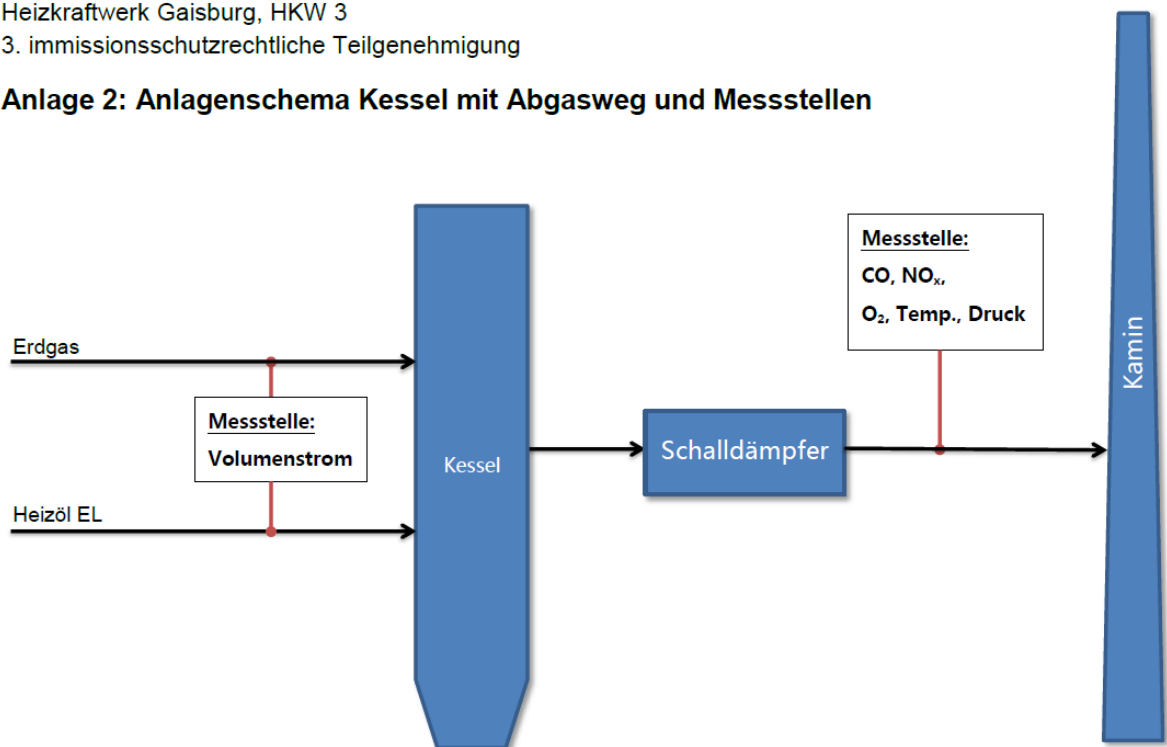 Heizkraftwerk Gaisburg, HKW 3
3. immissionsschutzrechtliche Teilgenehmigung
Anlage 2: Anlagenschema Kessel mit Abgasweg und Messstellen
Messstelle:
CO, NOₓ,
O₂, Temp., Druck
Erdgas
Messstelle:
Volumenstrom
Heizöl EL
Kessel
Schalldämpfer
Kamin